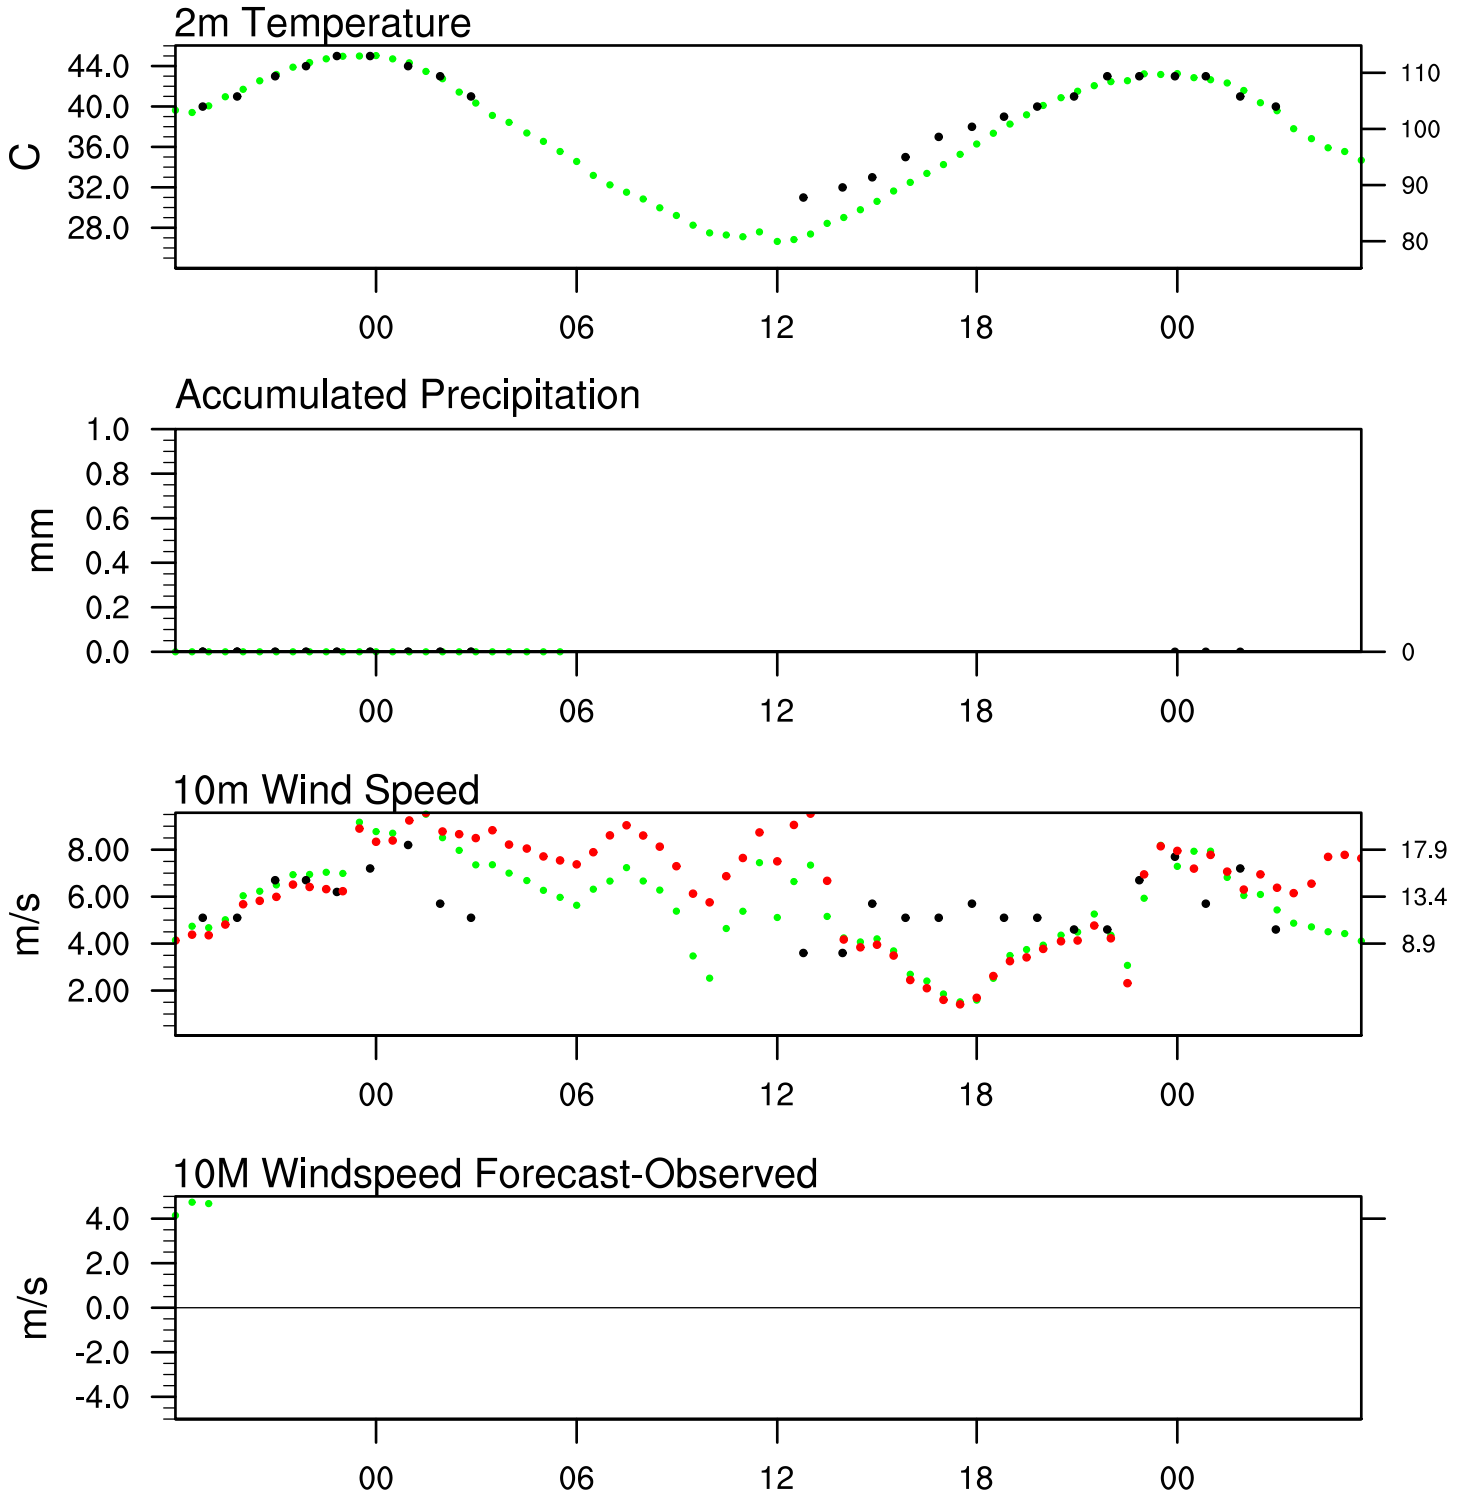 2m Temperature
44.0
40.0
36.0
32.0
28.0
C
110
100
90
80
00 06 12 18 00
Accumulated Precipitation
1.0
0.8
0.6
0.4
0.2
0.0
mm
0
00 06 12 18 00
10m Wind Speed
8.00
6.00
4.00
2.00
m/s
17.9
13.4
8.9
00 06 12 18 00
10M Windspeed Forecast-Observed
4.0
2.0
0.0
-2.0
-4.0
m/s
00 06 12 18 00